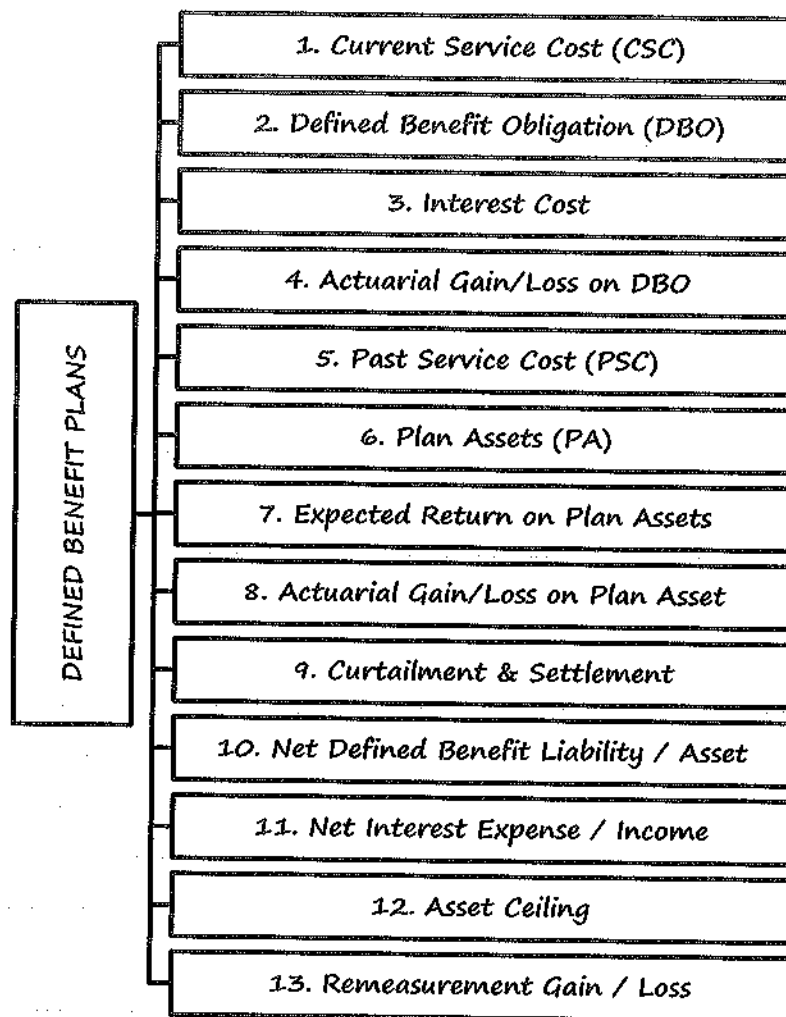 DEFINED BENEFIT PLANS
1. Current Service Cost (CSC)
2. Defined Benefit Obligation (DBO)
3. Interest Cost
4. Actuarial Gain/Loss on DBO
5. Past Service Cost (PSC)
6. Plan Assets (PA)
7. Expected Return on Plan Assets
8. Actuarial Gain/Loss on Plan Asset
9. Curtailment & Settlement
10. Net Defined Benefit Liability / Asset
11. Net Interest Expense / Income
12. Asset Ceiling
13. Remeasurement Gain / Loss